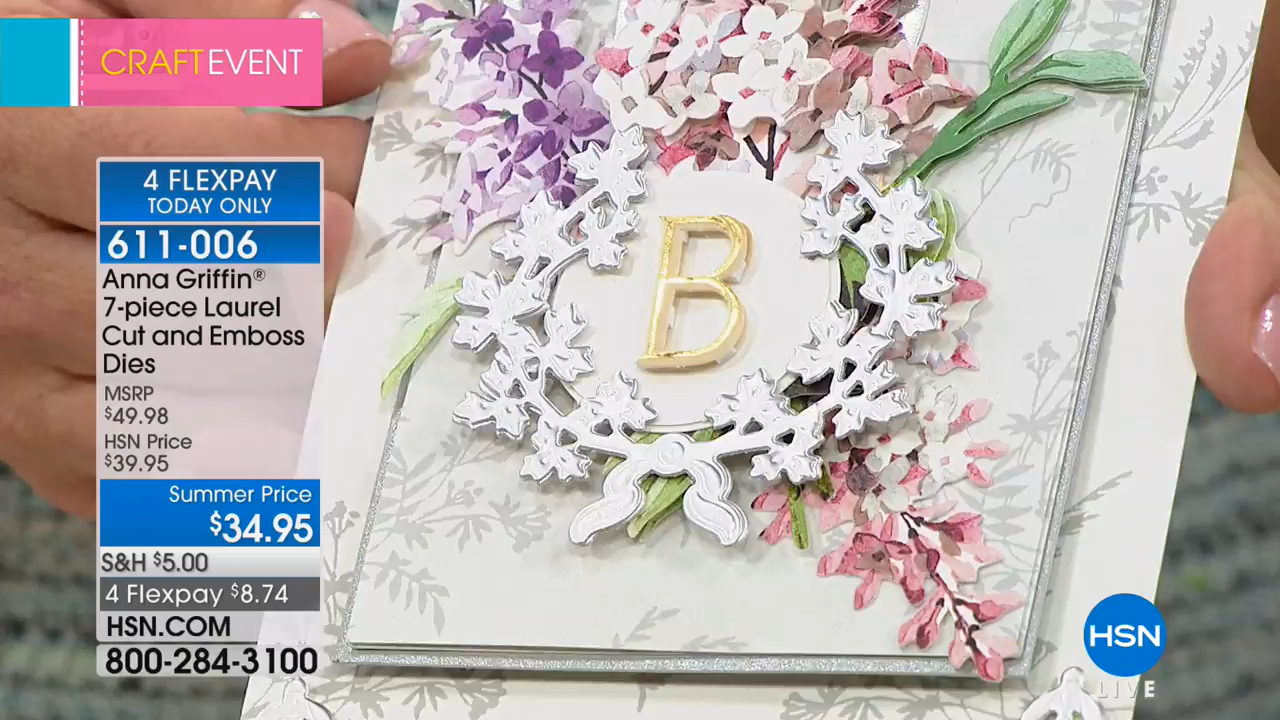 CRAFT EVENT
4 FLEXPAY
TODAY ONLY
611-006
Anna Griffin®
7-piece Laurel
Cut and Emboss
Dies
MSRP
$49.98
HSN Price
$39.95
Summer Price
$34.95
S&H $5.00
4 Flexpay $8.74
HSN.COM
800-284-3100
B
HSN
LIVE